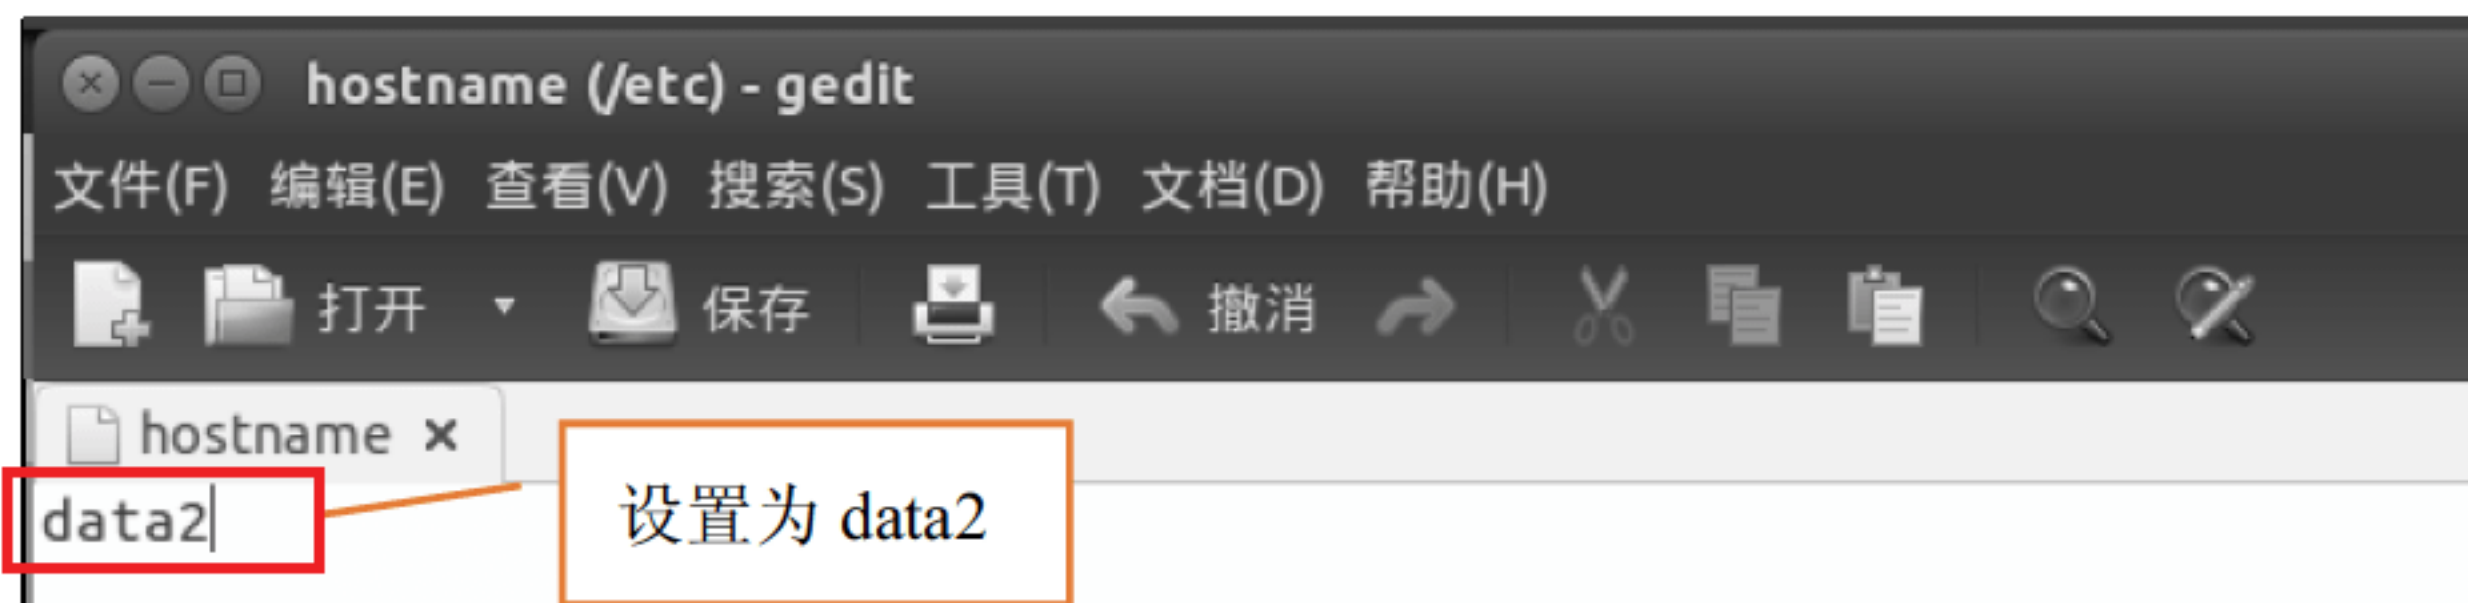 hostname (/etc) - gedit
文件(F) 编辑(E) 查看(V) 搜索(S) 工具(T) 文档(D) 帮助(H)
打开 保存 撤消
hostname
data2
设置为 data2